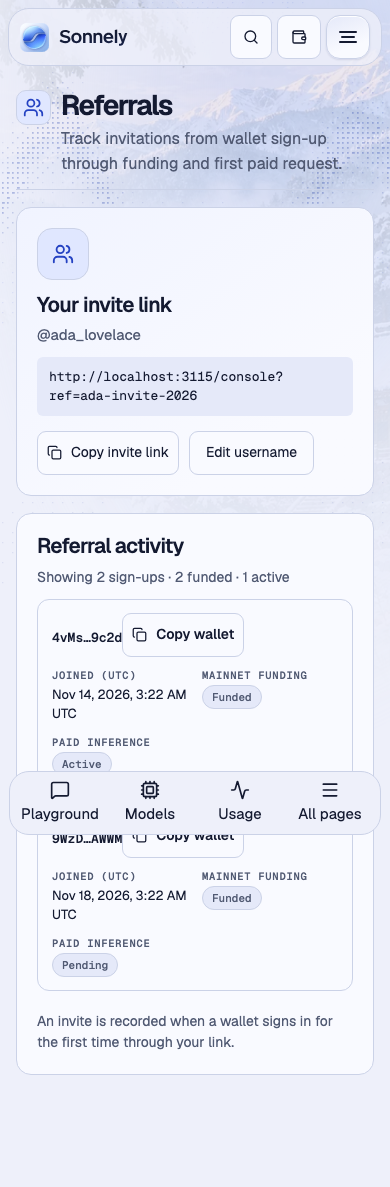 Sonnely
Referrals
Track invitations from wallet sign-up
through funding and first paid request.
Your invite link
@ada_lovelace
http://localhost:3115/console?
ref=ada-invite-2026
Copy invite link
Edit username
Referral activity
Showing 2 sign-ups · 2 funded · 1 active
4vMs…9c2d
Copy wallet
JOINED (UTC)
MAINNET FUNDING
Nov 14, 2026, 3:22 AM
UTC
Funded
PAID INFERENCE
Active
Playground
Models
Usage
All pages
9WzD…AWWM
Copy wallet
JOINED (UTC)
MAINNET FUNDING
Nov 18, 2026, 3:22 AM
UTC
Funded
PAID INFERENCE
Pending
An invite is recorded when a wallet signs in for
the first time through your link.